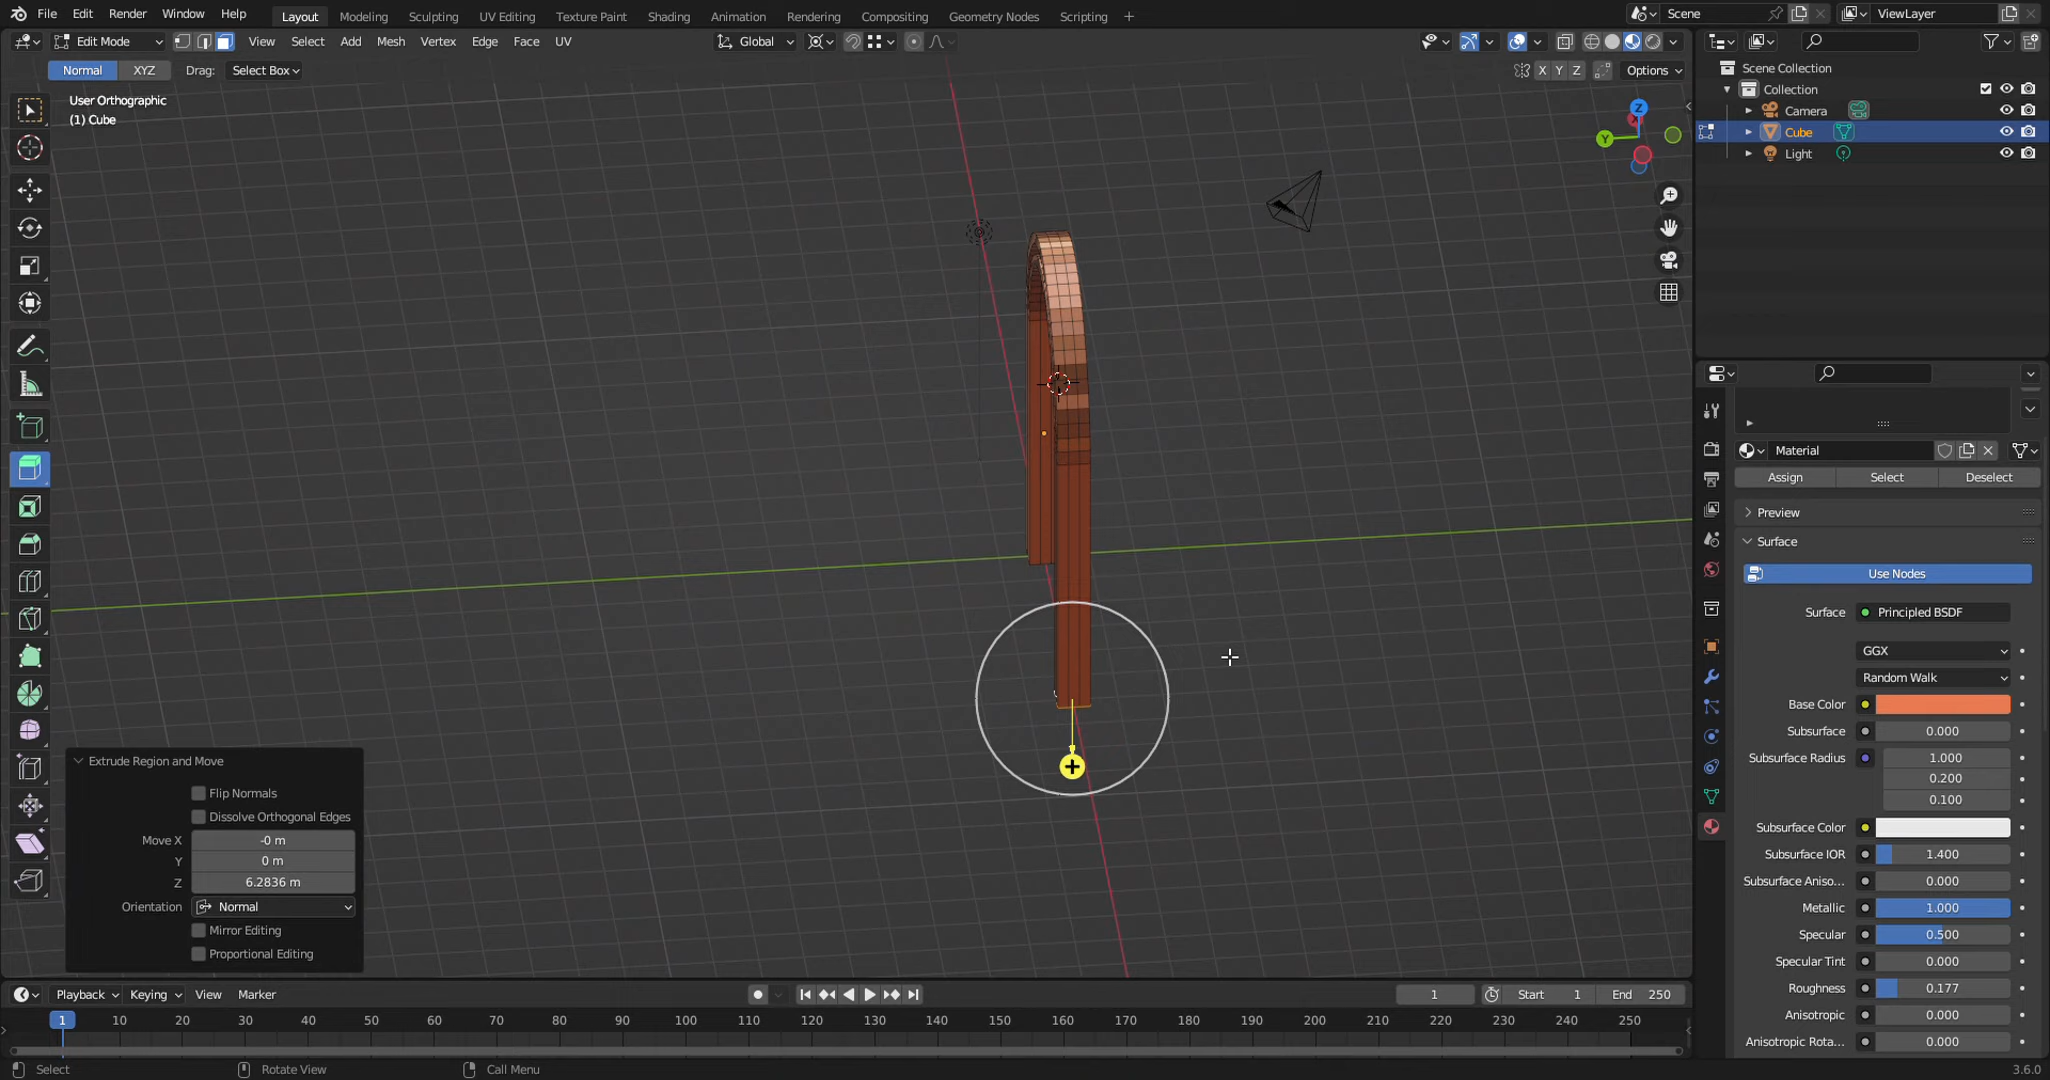 File Edit Render Window Help Layout Modeling Sculpting UV Editing Texture Paint Shading Animation Rendering Compositing Geometry Nodes Scripting + Scene ViewLayer
Edit Mode View Select Add Mesh Vertex Edge Face UV Global
Normal XYZ Drag: Select Box X Y Z Options
User Orthographic
(1) Cube
Z
Y
Scene Collection
Collection
Camera
Cube
Light
Material
Assign Select Deselect
Preview
Surface
Use Nodes
Surface Principled BSDF
GGX
Random Walk
Base Color
Subsurface 0.000
Subsurface Radius 1.000
0.200
0.100
Subsurface Color
Subsurface IOR 1.400
Subsurface Aniso... 0.000
Metallic 1.000
Specular 0.500
Specular Tint 0.000
Roughness 0.177
Anisotropic 0.000
Anisotropic Rota... 0.000
Extrude Region and Move
Flip Normals
Dissolve Orthogonal Edges
Move X -0 m
Y 0 m
Z 6.2836 m
Orientation Normal
Mirror Editing
Proportional Editing
Playback Keying View Marker 1 Start 1 End 250
1 10 20 30 40 50 60 70 80 90 100 110 120 130 140 150 160 170 180 190 200 210 220 230 240 250
Select Rotate View Call Menu 3.6.0